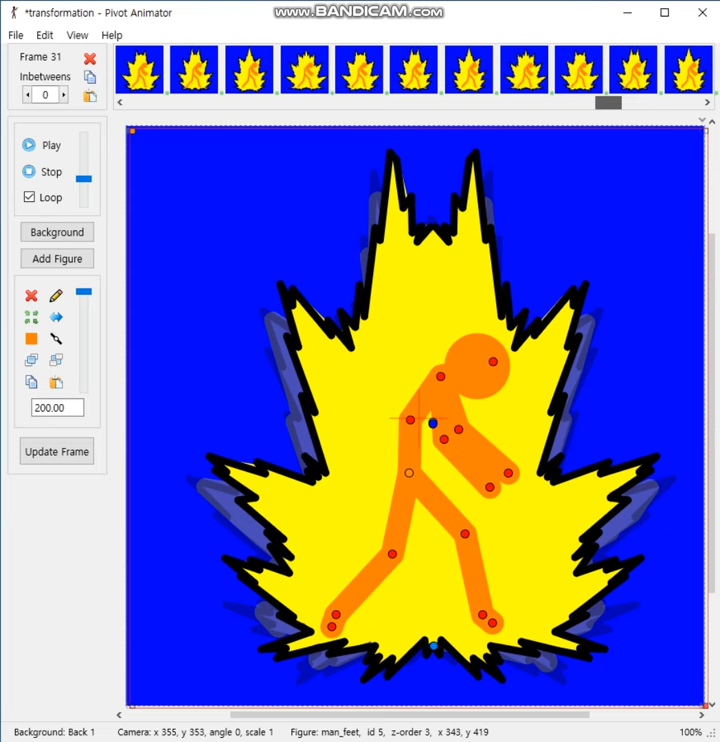 *transformation - Pivot Animator
www.BANDICAM.com
File Edit View Help
Frame 31
Inbetweens
0
Play
Stop
Loop
Background
Add Figure
200.00
Update Frame
Background: Back 1 Camera: x 355, y 353, angle 0, scale 1 Figure: man_feet, id 5, z-order 3, x 343, y 419 100%